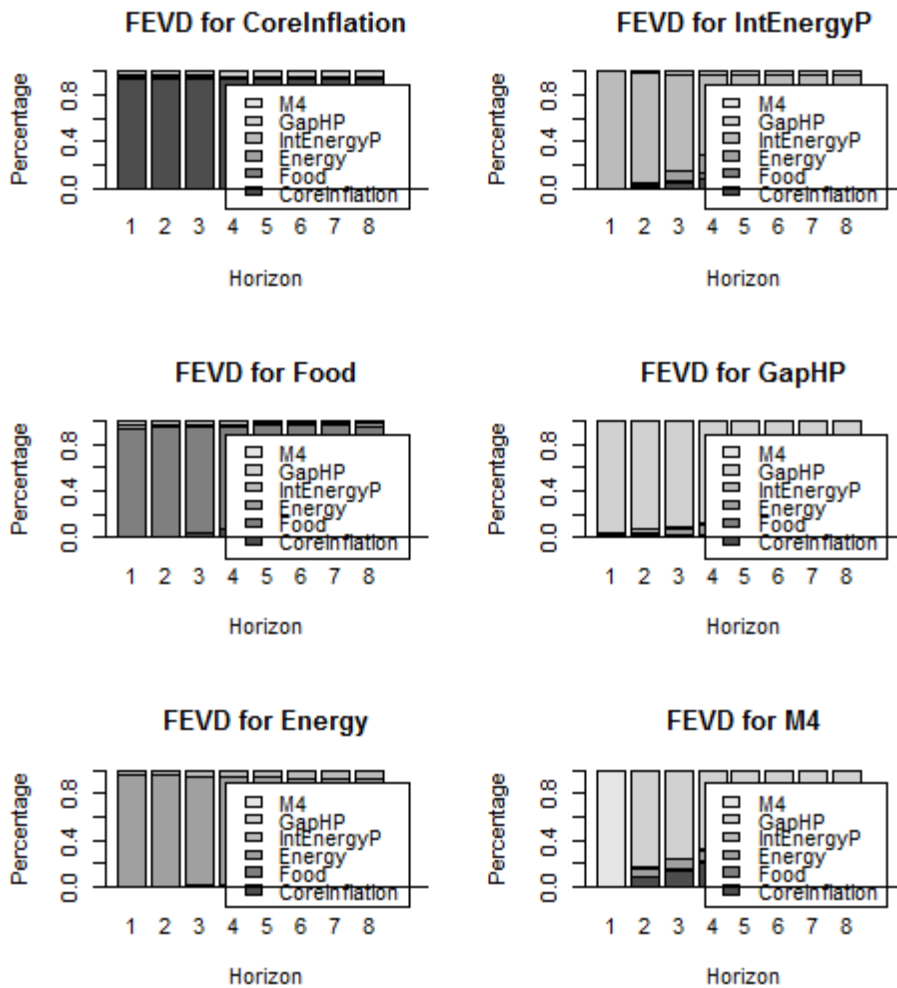 FEVD for CoreInflation
Percentage
0.0 0.4 0.8
M4
GapHP
IntEnergyP
Energy
Food
CoreInflation
1 2 3 4 5 6 7 8
Horizon
FEVD for IntEnergyP
Percentage
0.0 0.4 0.8
M4
GapHP
IntEnergyP
Energy
Food
CoreInflation
1 2 3 4 5 6 7 8
Horizon
FEVD for Food
Percentage
0.0 0.4 0.8
M4
GapHP
IntEnergyP
Energy
Food
CoreInflation
1 2 3 4 5 6 7 8
Horizon
FEVD for GapHP
Percentage
0.0 0.4 0.8
M4
GapHP
IntEnergyP
Energy
Food
CoreInflation
1 2 3 4 5 6 7 8
Horizon
FEVD for Energy
Percentage
0.0 0.4 0.8
M4
GapHP
IntEnergyP
Energy
Food
CoreInflation
1 2 3 4 5 6 7 8
Horizon
FEVD for M4
Percentage
0.0 0.4 0.8
M4
GapHP
IntEnergyP
Energy
Food
CoreInflation
1 2 3 4 5 6 7 8
Horizon